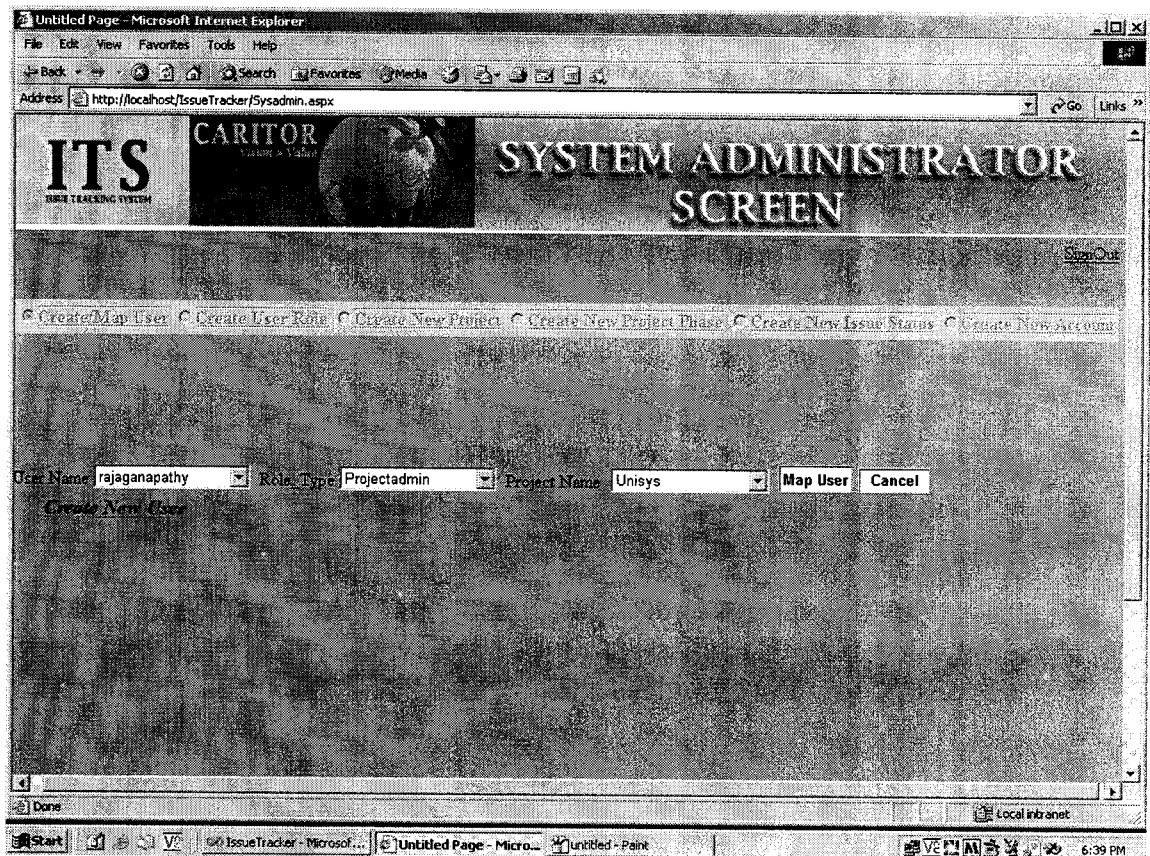 Untitled Page - Microsoft Internet Explorer
File Edit View Favorites Tools Help
Back Search Favorites Media
Address http://localhost/IssueTracker/Sysadmin.aspx Go Links »
ITS
ISSUE TRACKING SYSTEM
CARITOR
SYSTEM ADMINISTRATOR
SCREEN
SignOut
Create/Map User Create User Role Create New Project Create New Project Phase Create New Issue Status Create New Account
User Name rajaganapathy Role_Type Projectadmin Project Name Unisys Map User Cancel
Create New User
Done Local intranet
Start IssueTracker - Microsof... Untitled Page - Micro... untitled - Paint 6:39 PM